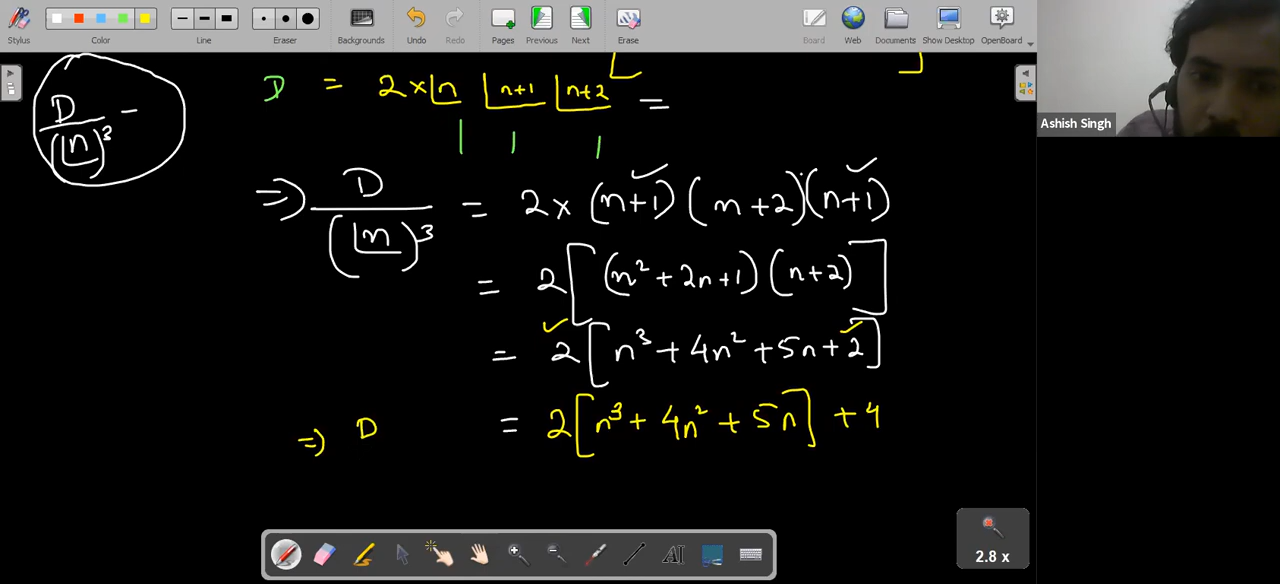 Stylus Color Line Eraser Backgrounds Undo Redo Pages Previous Next Erase Board Web Documents Show Desktop OpenBoard
D = 2 × n n+1 n+2 =
D/(n)³ -
⇒ D/(n)³ = 2 × (n+1) (n+2) (n+1)
= 2 [(n² + 2n + 1) (n+2)]
= 2 [n³ + 4n² + 5n + 2]
⇒ D = 2 [n³ + 4n² + 5n] + 4
Ashish Singh
AI
2.8 x